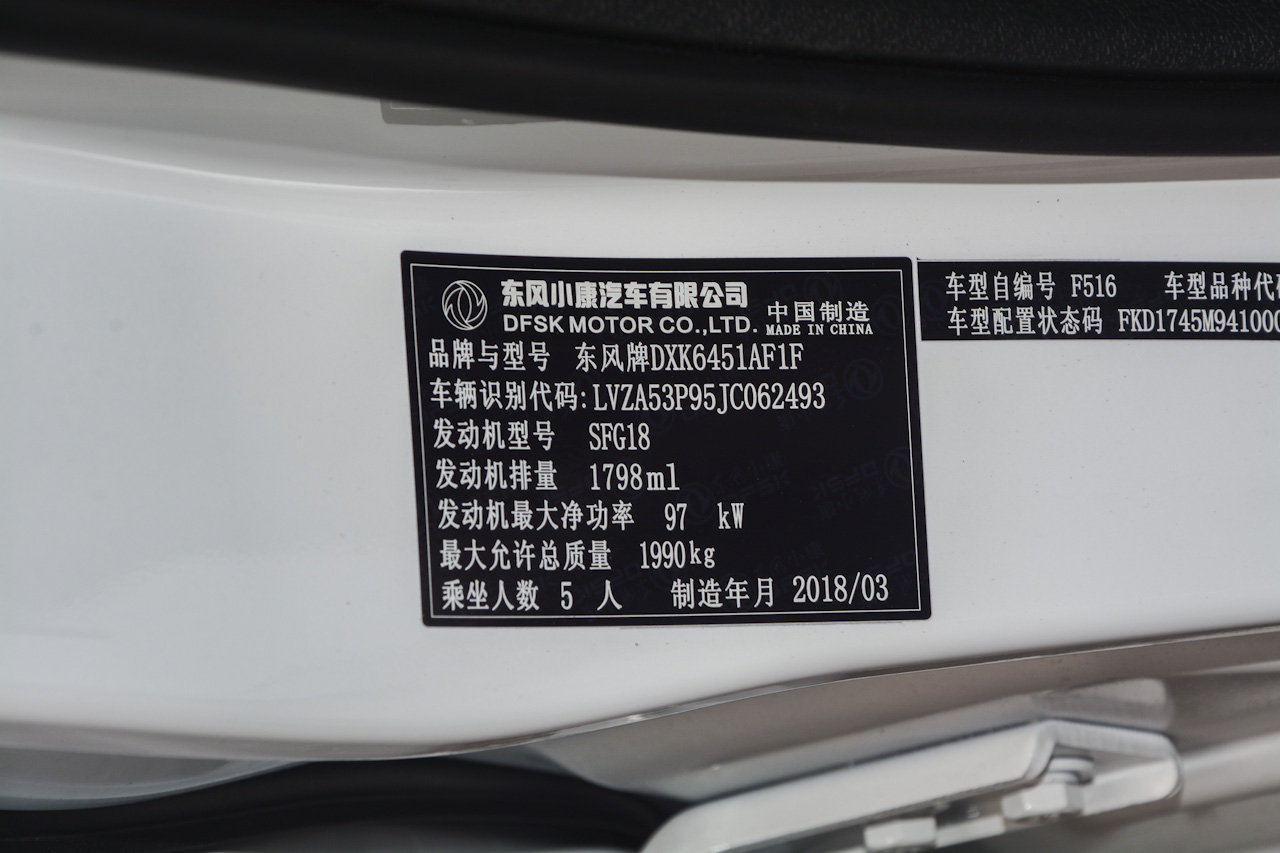 东风小康汽车有限公司
DFSK MOTOR CO.,LTD.
中国制造
MADE IN CHINA
品牌与型号 东风牌DXK6451AF1F
车辆识别代码:LVZA53P95JC062493
发动机型号 SFG18
发动机排量 1798ml
发动机最大净功率 97 kW
最大允许总质量 1990kg
乘坐人数 5 人 制造年月 2018/03
车型自编号 F516 车型品种代
车型配置状态码 FKD1745M94100